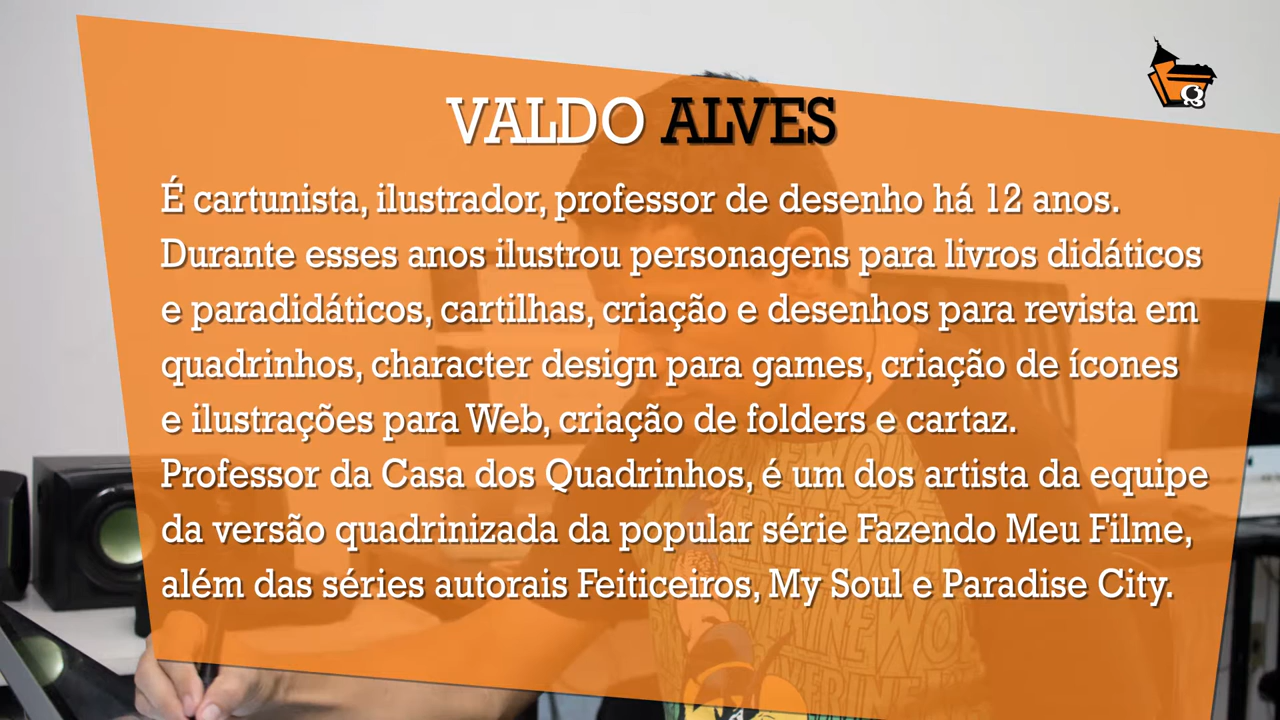 VALDO ALVES
É cartunista, ilustrador, professor de desenho há 12 anos.
Durante esses anos ilustrou personagens para livros didáticos
e paradidáticos, cartilhas, criação e desenhos para revista em
quadrinhos, character design para games, criação de ícones
e ilustrações para Web, criação de folders e cartaz.
Professor da Casa dos Quadrinhos, é um dos artista da equipe
da versão quadrinizada da popular série Fazendo Meu Filme,
além das séries autorais Feiticeiros, My Soul e Paradise City.